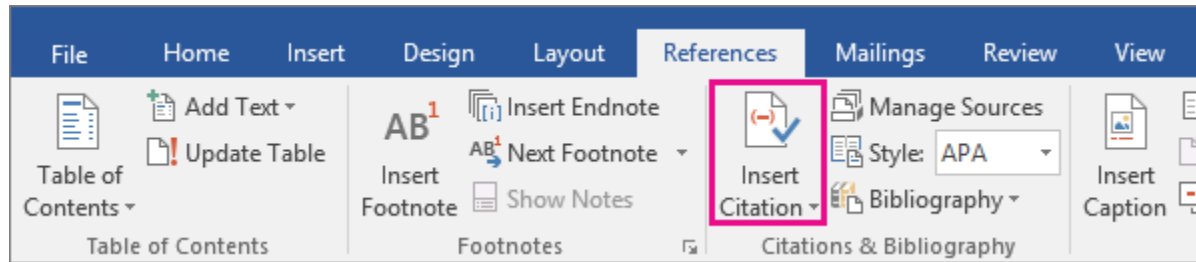 File Home Insert Design Layout References Mailings Review View
Table of
Contents
Add Text
Update Table
Table of Contents
AB1
Insert
Footnote
[i] Insert Endnote
AB1 Next Footnote
Show Notes
Footnotes
(-)
Insert
Citation
Manage Sources
Style: APA
Bibliography
Citations & Bibliography
Insert
Caption